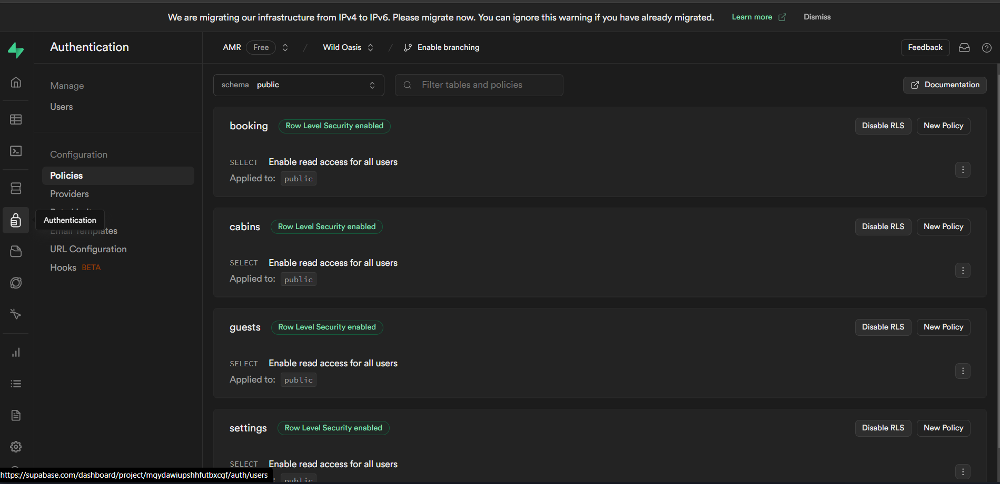 We are migrating our infrastructure from IPv4 to IPv6. Please migrate now. You can ignore this warning if you have already migrated. Learn more Dismiss
Authentication
AMR Free / Wild Oasis / Enable branching
Feedback
Manage
Users
Configuration
Policies
Providers
Authentication
Email Templates
URL Configuration
Hooks BETA
schema public
Filter tables and policies
Documentation
booking Row Level Security enabled Disable RLS New Policy
SELECT Enable read access for all users
Applied to: public
cabins Row Level Security enabled Disable RLS New Policy
SELECT Enable read access for all users
Applied to: public
guests Row Level Security enabled Disable RLS New Policy
SELECT Enable read access for all users
Applied to: public
settings Row Level Security enabled Disable RLS New Policy
SELECT Enable read access for all users
: public
https://supabase.com/dashboard/project/mgydawiupshhfutbxcgf/auth/users